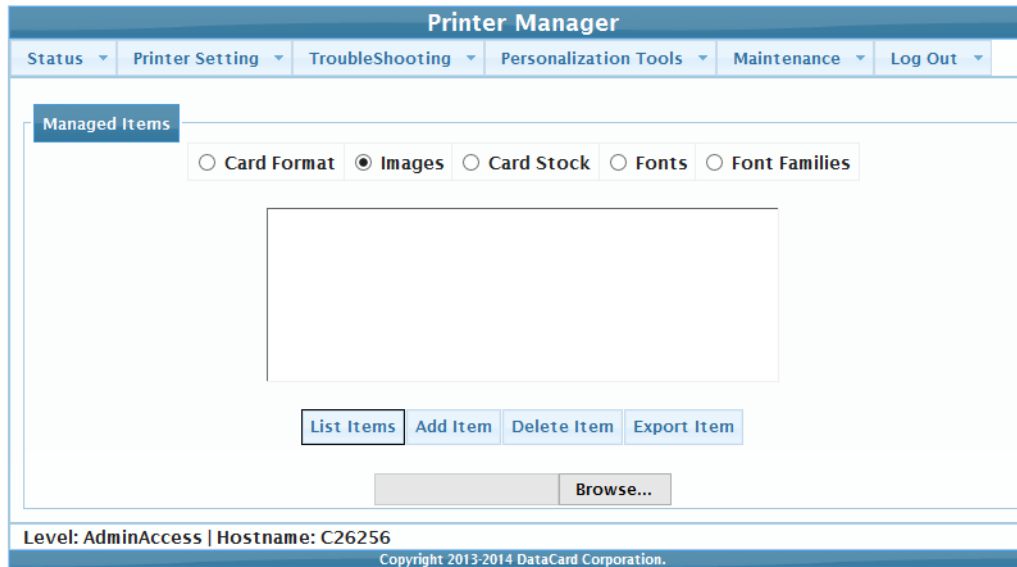 Printer Manager
Status Printer Setting TroubleShooting Personalization Tools Maintenance Log Out
Managed Items
Card Format Images Card Stock Fonts Font Families
List Items Add Item Delete Item Export Item
Browse...
Level: AdminAccess | Hostname: C26256
Copyright 2013-2014 DataCard Corporation.